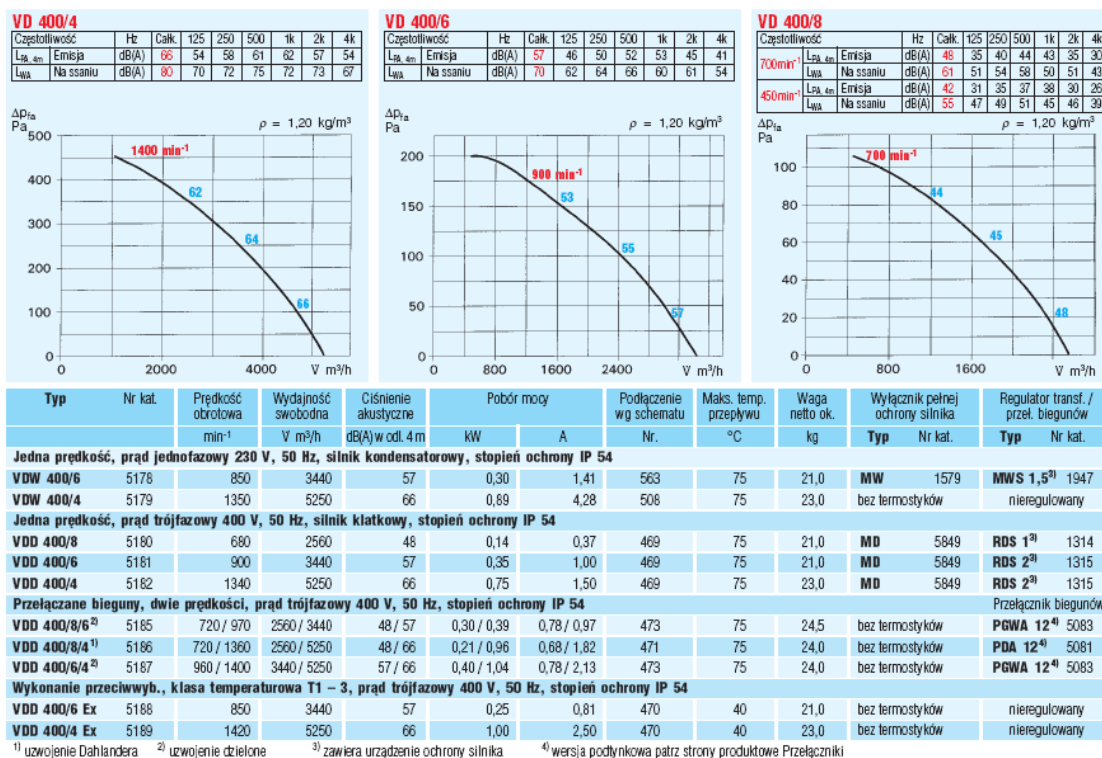 VD 400/4
Częstotliwość Hz Całk. 125 250 500 1k 2k 4k
LPA, 4m Emisja dB(A) 66 54 58 61 62 57 54
LWA Na ssaniu dB(A) 80 70 72 75 72 73 67
Δpfa
Pa
ρ = 1,20 kg/m³
500
1400 min-1
400
62
300
64
200
66
100
0
0 2000 4000 V̇ m³/h
VD 400/6
Częstotliwość Hz Całk. 125 250 500 1k 2k 4k
LPA, 4m Emisja dB(A) 57 46 50 52 53 45 41
LWA Na ssaniu dB(A) 70 62 64 66 60 61 54
Δpfa
Pa
ρ = 1,20 kg/m³
200
900 min-1
53
150
55
100
50
57
0
0 800 1600 2400 V̇ m³/h
VD 400/8
Częstotliwość Hz Całk. 125 250 500 1k 2k 4k
700min-1 LPA, 4m Emisja dB(A) 48 35 40 44 43 35 30
LWA Na ssaniu dB(A) 61 51 54 58 50 51 43
450min-1 LPA, 4m Emisja dB(A) 42 31 35 37 38 30 26
LWA Na ssaniu dB(A) 55 47 49 51 45 46 39
Δpfa
Pa
ρ = 1,20 kg/m³
700 min-1
100
44
80
45
60
40
20
48
0
0 800 1600 V̇ m³/h
Typ Nr kat. Prędkość obrotowa Wydajność swobodna Ciśnienie akustyczne Pobór mocy Podłączenie wg schematu Maks. temp. przepływu Waga netto ok. Wyłącznik pełnej ochrony silnika Regulator transf. / przeł. biegunów
min-1 V̇ m³/h dB(A) w odl. 4 m kW A Nr. °C kg Typ Nr kat. Typ Nr kat.
Jedna prędkość, prąd jednofazowy 230 V, 50 Hz, silnik kondensatorowy, stopień ochrony IP 54
VDW 400/6 5178 850 3440 57 0,30 1,41 563 75 21,0 MW 1579 MWS 1,5 3) 1947
VDW 400/4 5179 1350 5250 66 0,89 4,28 508 75 23,0 bez termostyków nieregulowany
Jedna prędkość, prąd trójfazowy 400 V, 50 Hz, silnik klatkowy, stopień ochrony IP 54
VDD 400/8 5180 680 2560 48 0,14 0,37 469 75 21,0 MD 5849 RDS 1 3) 1314
VDD 400/6 5181 900 3440 57 0,35 1,00 469 75 21,0 MD 5849 RDS 2 3) 1315
VDD 400/4 5182 1340 5250 66 0,75 1,50 469 75 23,0 MD 5849 RDS 2 3) 1315
Przełączane bieguny, dwie prędkości, prąd trójfazowy 400 V, 50 Hz, stopień ochrony IP 54 Przełącznik biegunów
VDD 400/8/6 2) 5185 720 / 970 2560 / 3440 48 / 57 0,30 / 0,39 0,78 / 0,97 473 75 24,5 bez termostyków PGWA 12 4) 5083
VDD 400/8/4 1) 5186 720 / 1360 2560 / 5250 48 / 66 0,21 / 0,96 0,68 / 1,82 471 75 24,0 bez termostyków PDA 12 4) 5081
VDD 400/6/4 2) 5187 960 / 1400 3440 / 5250 57 / 66 0,40 / 1,04 0,78 / 2,13 473 75 24,0 bez termostyków PGWA 12 4) 5083
Wykonanie przeciwwyb., klasa temperaturowa T1 – 3, prąd trójfazowy 400 V, 50 Hz, stopień ochrony IP 54
VDD 400/6 Ex 5188 850 3440 57 0,25 0,81 470 40 21,0 bez termostyków nieregulowany
VDD 400/4 Ex 5189 1420 5250 66 1,00 2,50 470 40 23,0 bez termostyków nieregulowany
1) uzwojenie Dahlandera 2) uzwojenie dzielone 3) zawiera urządzenie ochrony silnika 4) wersja podtynkowa patrz strony produktowe Przełączniki